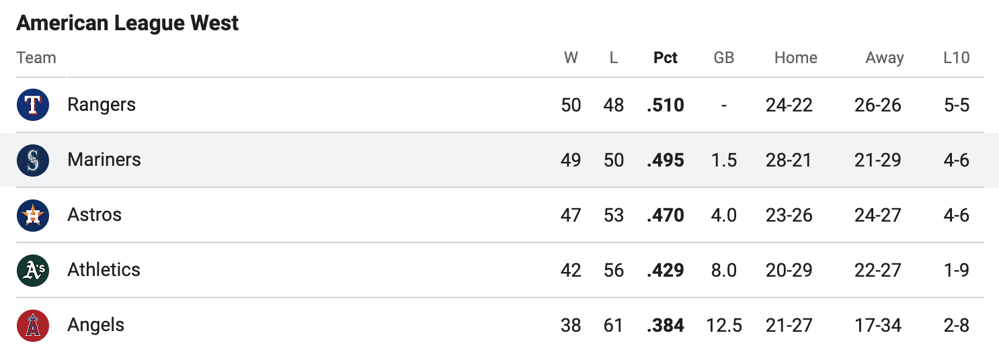 American League West
Team W L Pct GB Home Away L10
T Rangers 50 48 .510 - 24-22 26-26 5-5
S Mariners 49 50 .495 1.5 28-21 21-29 4-6
H Astros 47 53 .470 4.0 23-26 24-27 4-6
A's Athletics 42 56 .429 8.0 20-29 22-27 1-9
A Angels 38 61 .384 12.5 21-27 17-34 2-8